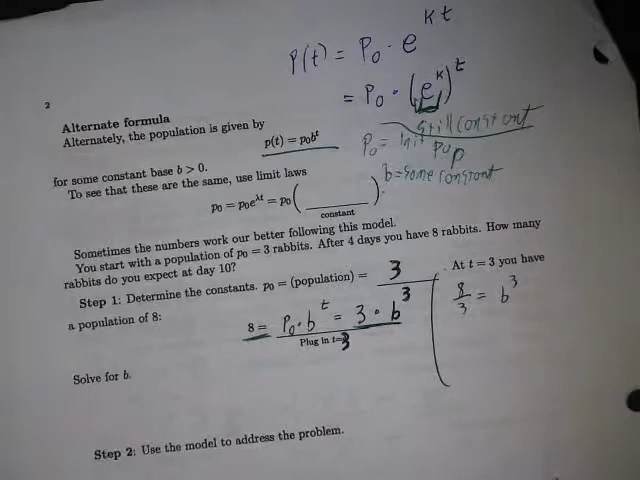 P(t) = P₀ · e^kt
= P₀ · (e^k)^t
2
Alternate formula
Alternately, the population is given by
p(t) = p₀b^t
still constant
P₀ = init pop
for some constant base b > 0.
b = some constant
To see that these are the same, use limit laws
p₀ = p₀e^λt = p₀( ________ ).
constant
Sometimes the numbers work our better following this model.
You start with a population of p₀ = 3 rabbits. After 4 days you have 8 rabbits. How many
rabbits do you expect at day 10?
Step 1: Determine the constants. p₀ = (population) = 3 . At t = 3 you have
a population of 8:
8 = P₀ · b^t = 3 · b^3
Plug in t=3
8/3 = b^3
Solve for b.
Step 2: Use the model to address the problem.